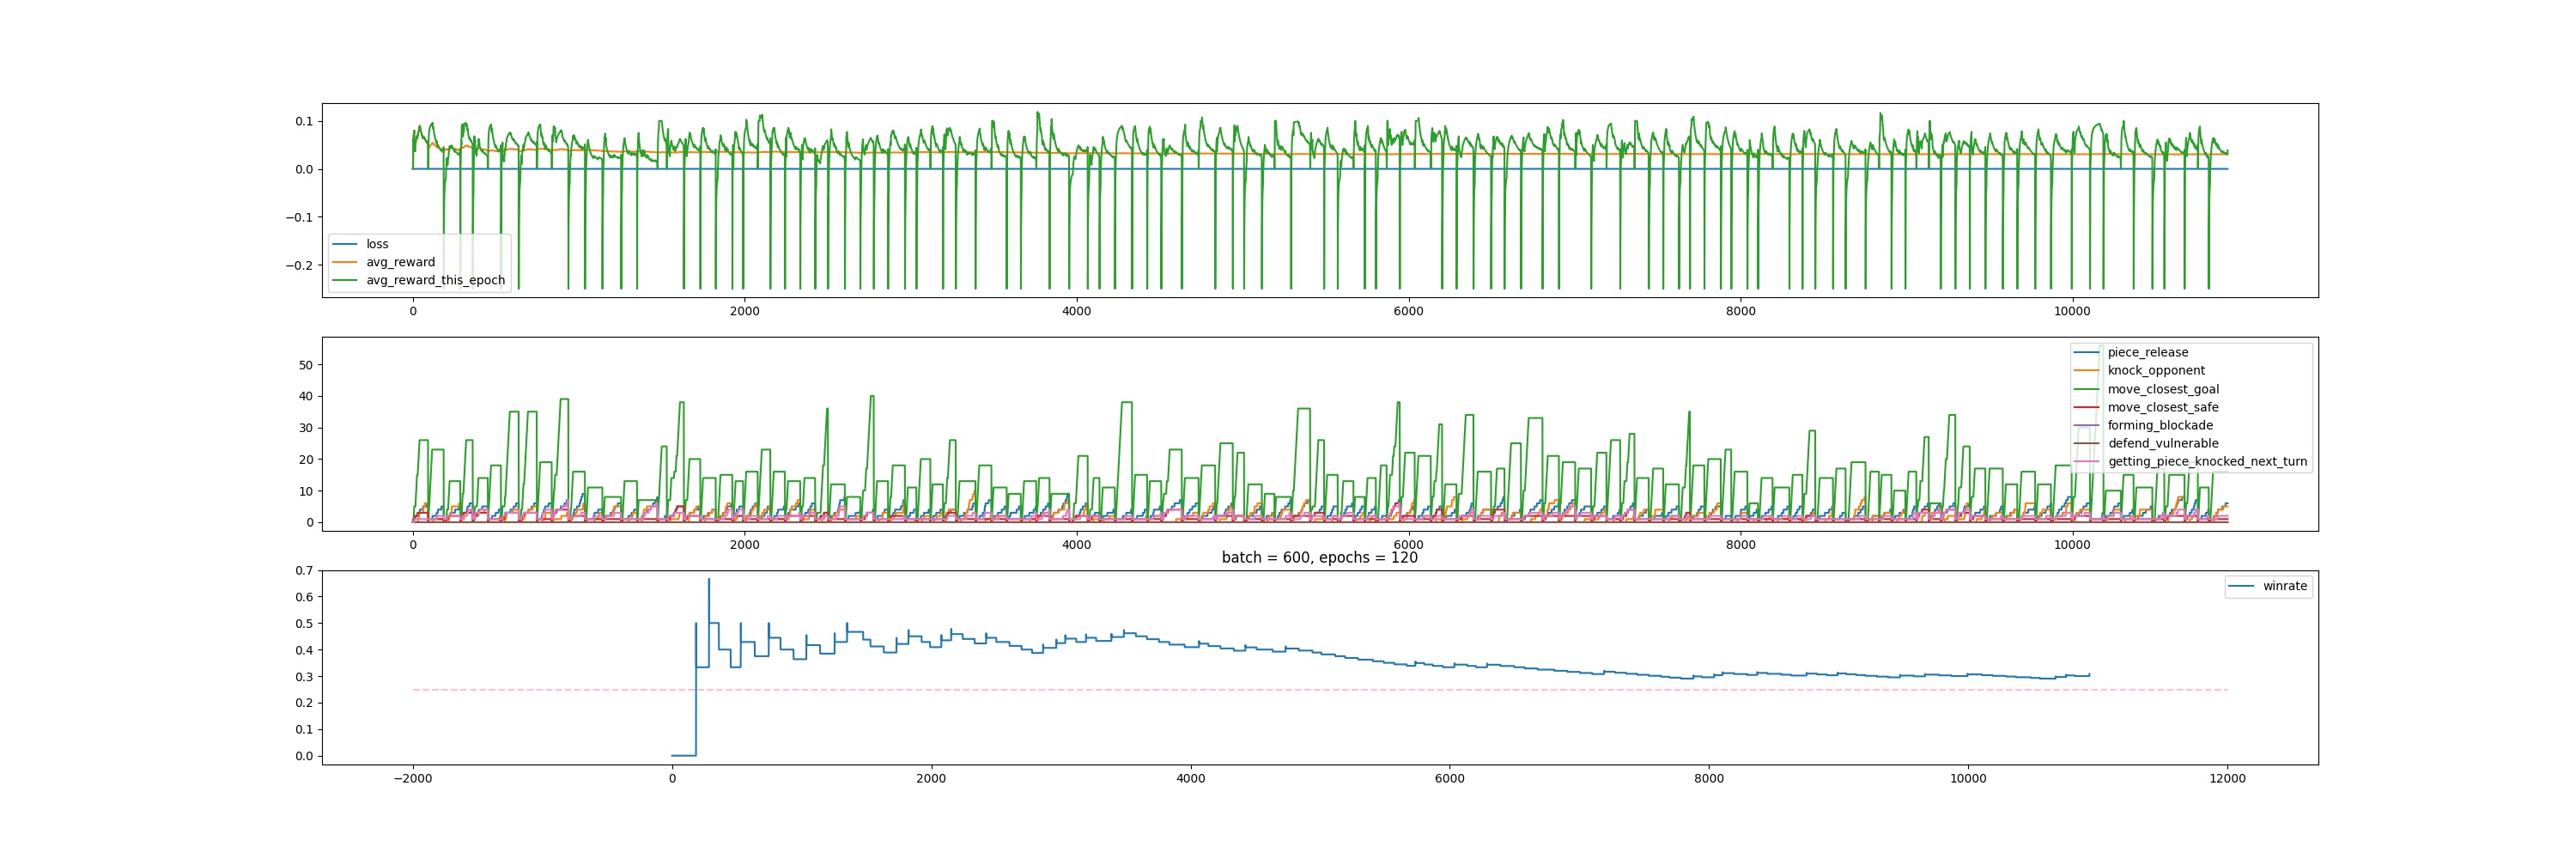 0.1
0.0
−0.1
−0.2
loss
avg_reward
avg_reward_this_epoch
0 2000 4000 6000 8000 10000
50
40
30
20
10
0
piece_release
knock_opponent
move_closest_goal
move_closest_safe
forming_blockade
defend_vulnerable
getting_piece_knocked_next_turn
0 2000 4000 6000 8000 10000
batch = 600, epochs = 120
0.7
0.6
0.5
0.4
0.3
0.2
0.1
0.0
winrate
−2000 0 2000 4000 6000 8000 10000 12000